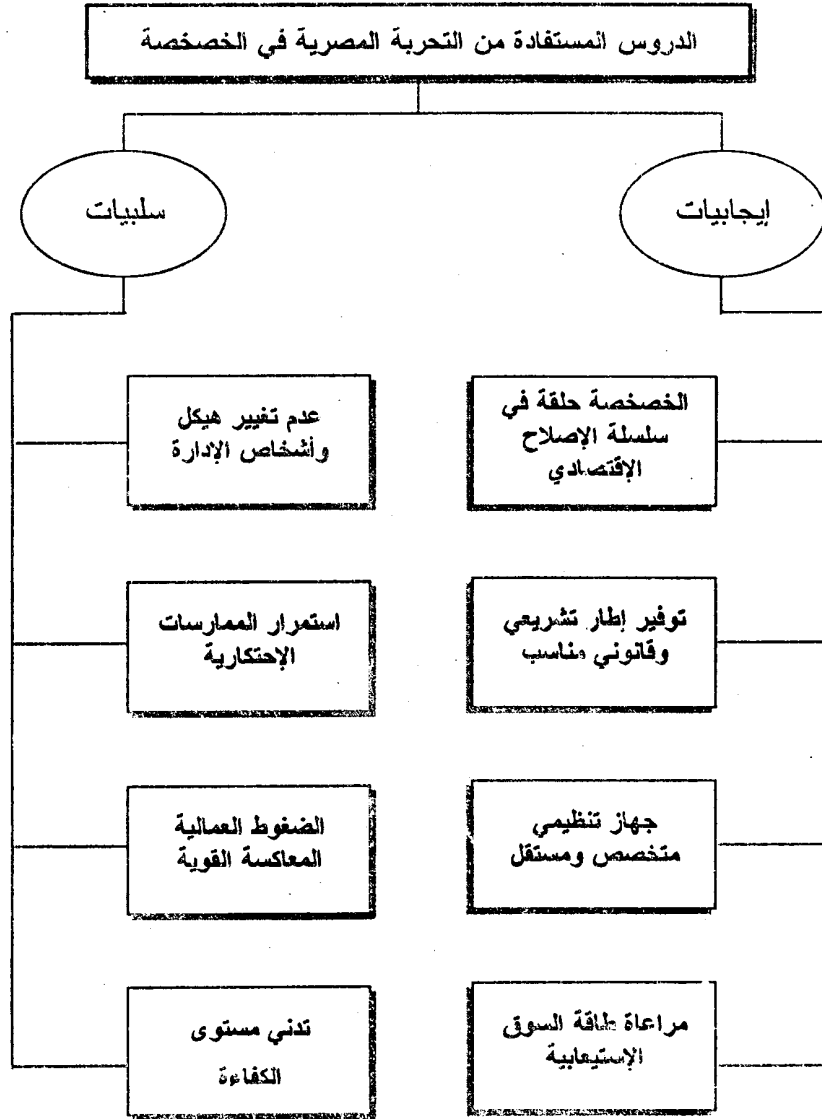 الدروس المستفادة من التحربة المصرية في الخصخصة
إيجابيات
سلبيات
الخصخصة حلقة في
سلسلة الإصلاح
الإقتصادي
توفير إطار تشريعي
وقانوني مناسب
جهاز تنظيمي
متخصص ومستقل
مراعاة طاقة السوق
الإستيعابية
عدم تغيير هيكل
وأشخاص الإدارة
استمرار الممارسات
الإحتكارية
الضغوط العمالية
المعاكسة القوية
تدني مستوى
الكفاءة